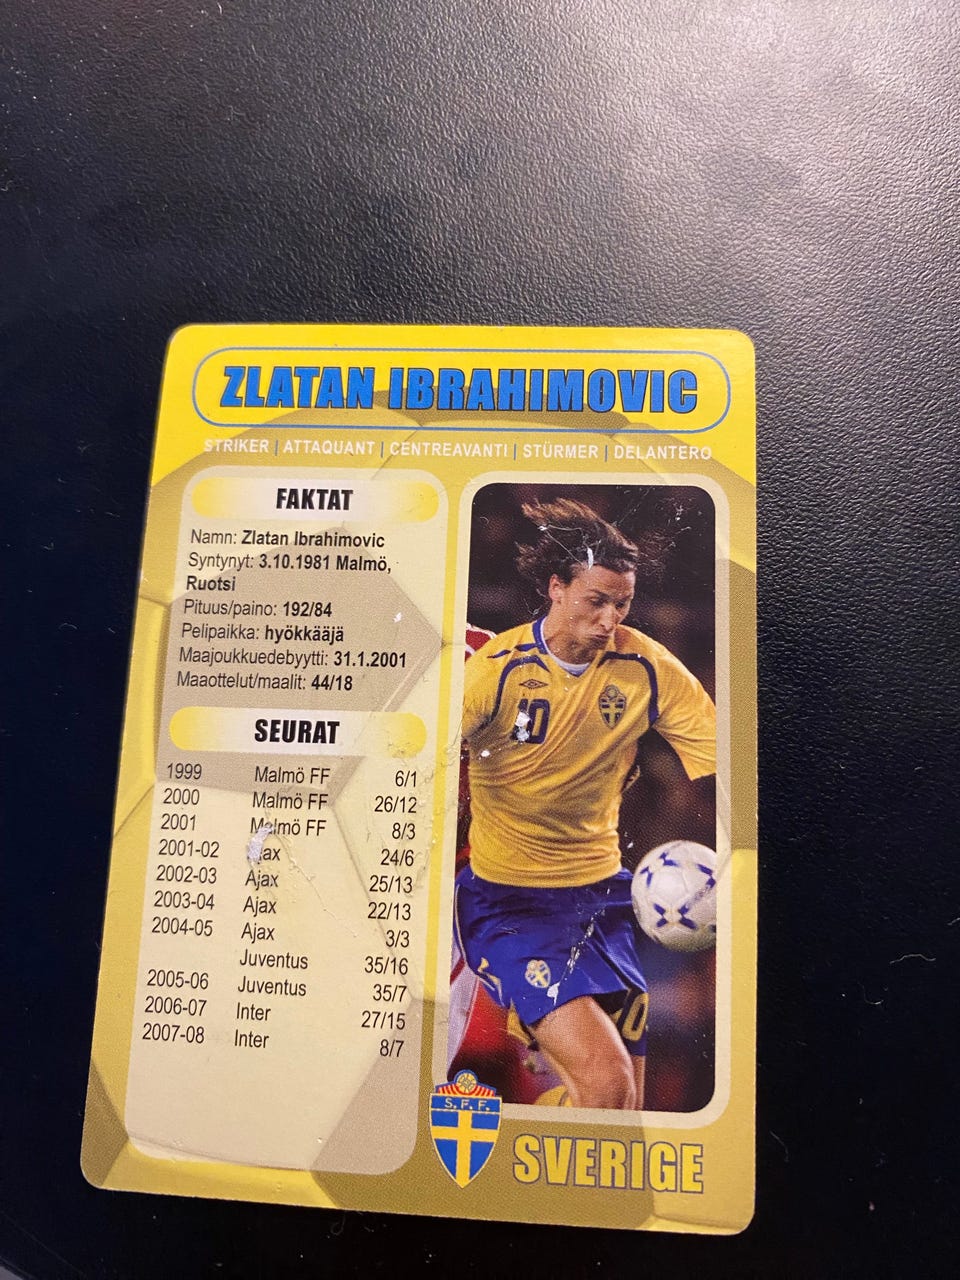 ZLATAN IBRAHIMOVIC
STRIKER | ATTAQUANT | CENTREAVANTI | STÜRMER | DELANTERO
FAKTAT
Namn: Zlatan Ibrahimovic
Syntynyt: 3.10.1981 Malmö,
Ruotsi
Pituus/paino: 192/84
Pelipaikka: hyökkääjä
Maajoukkuedebyytti: 31.1.2001
Maaottelut/maalit: 44/18
SEURAT
1999 Malmö FF 6/1
2000 Malmö FF 26/12
2001 Malmö FF 8/3
2001-02 Ajax 24/6
2002-03 Ajax 25/13
2003-04 Ajax 22/13
2004-05 Ajax 3/3
Juventus 35/16
2005-06 Juventus 35/7
2006-07 Inter 27/15
2007-08 Inter 8/7
10
10
S.F.F.
SVERIGE